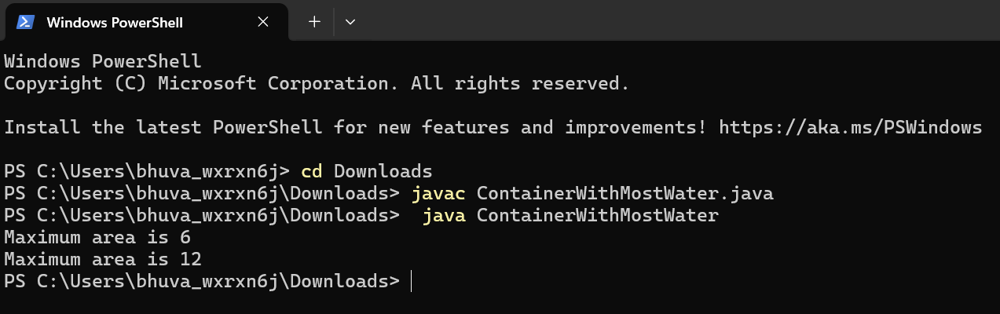 Windows PowerShell
Windows PowerShell
Copyright (C) Microsoft Corporation. All rights reserved.
Install the latest PowerShell for new features and improvements! https://aka.ms/PSWindows
PS C:\Users\bhuva_wxrxn6j> cd Downloads
PS C:\Users\bhuva_wxrxn6j\Downloads> javac ContainerWithMostWater.java
PS C:\Users\bhuva_wxrxn6j\Downloads>  java ContainerWithMostWater
Maximum area is 6
Maximum area is 12
PS C:\Users\bhuva_wxrxn6j\Downloads>